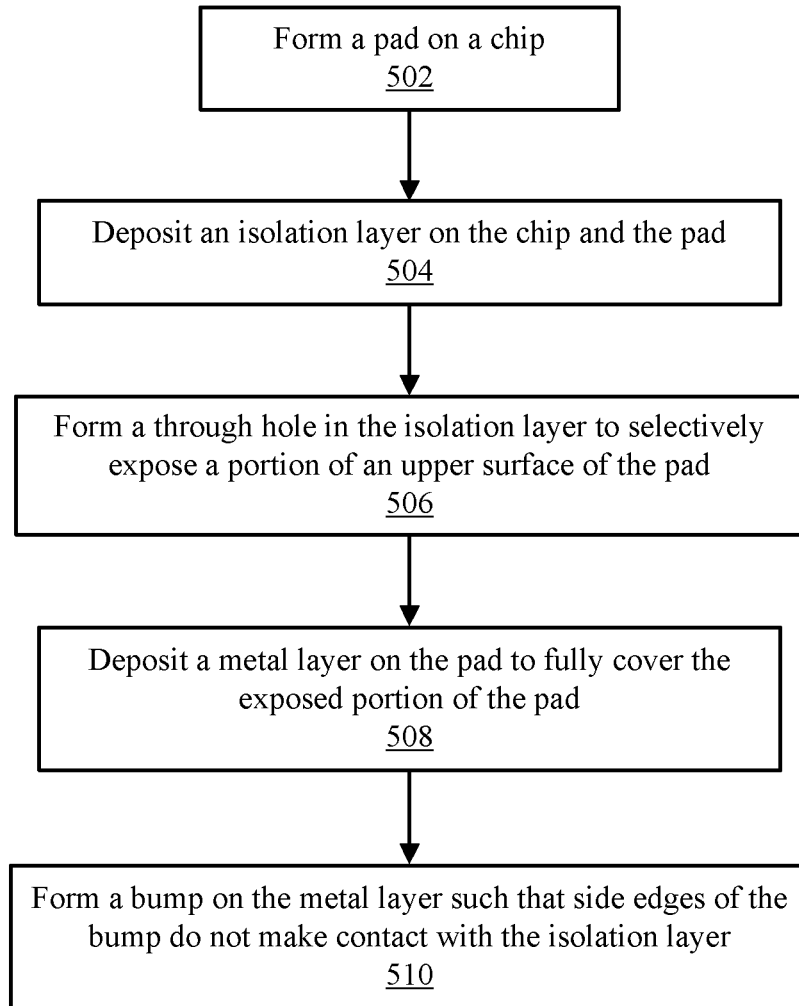 Form a pad on a chip
502
Deposit an isolation layer on the chip and the pad
504
Form a through hole in the isolation layer to selectively
expose a portion of an upper surface of the pad
506
Deposit a metal layer on the pad to fully cover the
exposed portion of the pad
508
Form a bump on the metal layer such that side edges of the
bump do not make contact with the isolation layer
510